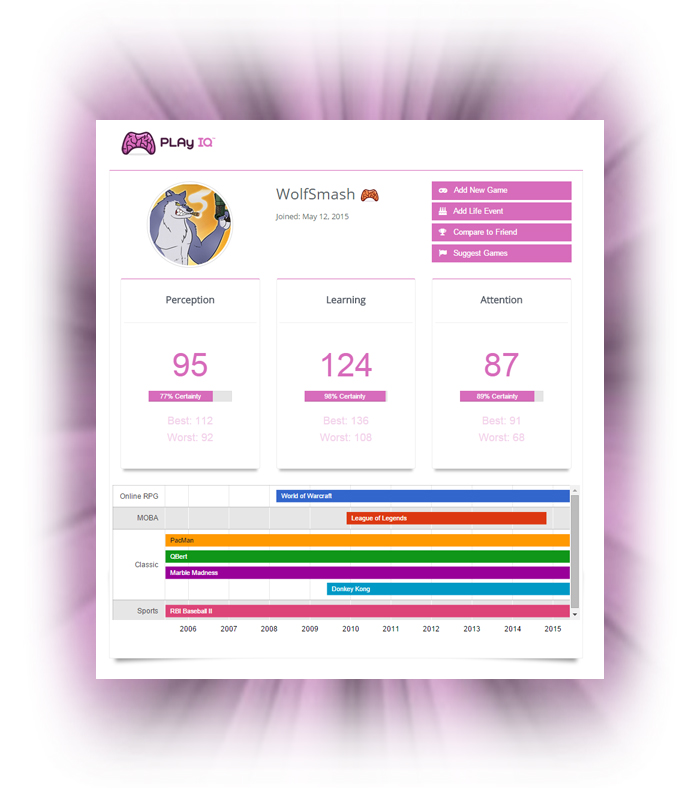 PLAY IQ™
WolfSmash
Joined: May 12, 2015
Add New Game
Add Life Event
Compare to Friend
Suggest Games
Perception
95
77% Certainty
Best: 112
Worst: 92
Learning
124
98% Certainty
Best: 136
Worst: 108
Attention
87
89% Certainty
Best: 91
Worst: 68
Online RPG
World of Warcraft
MOBA
League of Legends
Classic
PacMan
QBert
Marble Madness
Donkey Kong
Sports
RBI Baseball II
2006 2007 2008 2009 2010 2011 2012 2013 2014 2015